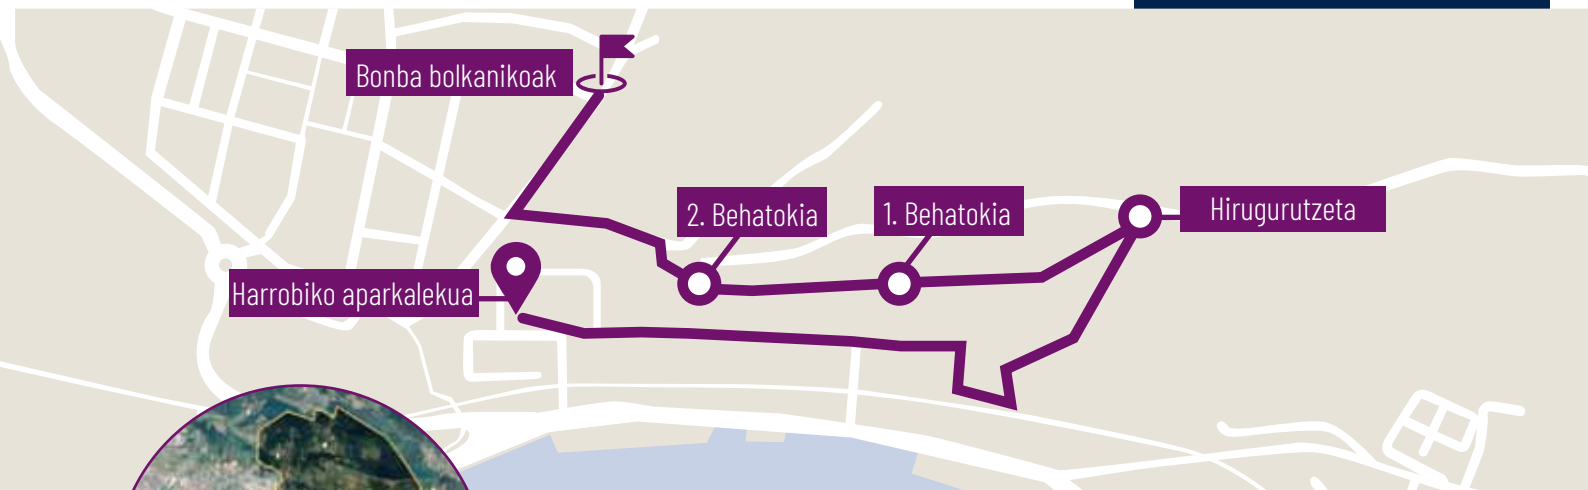 Bonba bolkanikoak
2. Behatokia
1. Behatokia
Hirugurutzeta
Harrobiko aparkalekua